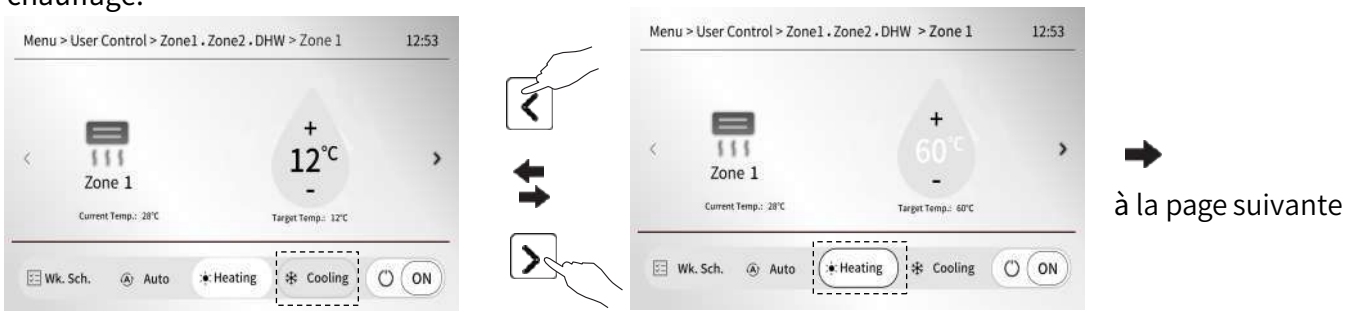 chauffage.
Menu > User Control > Zone1 . Zone2 . DHW > Zone 1 12:53
+
12°C
-
Zone 1
Current Temp.: 28°C Target Temp.: 12°C
Wk. Sch. Auto Heating Cooling ON
Menu > User Control > Zone1 . Zone2 . DHW > Zone 1 12:53
+
60°C
-
Zone 1
Current Temp.: 28°C Target Temp.: 60°C
Wk. Sch. Auto Heating Cooling ON
à la page suivante